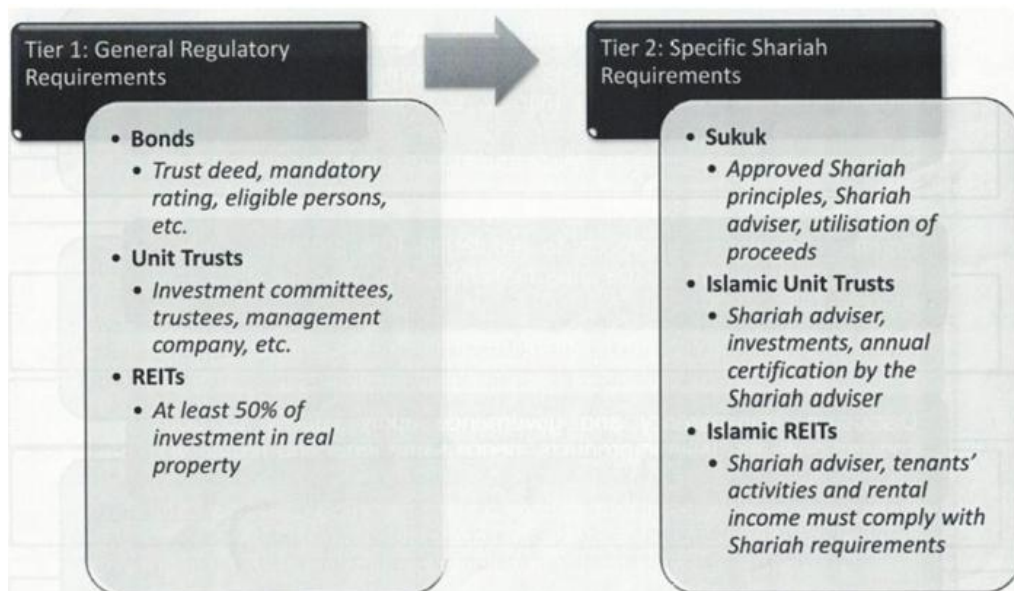 Tier 1: General Regulatory
Requirements
• Bonds
• Trust deed, mandatory
rating, eligible persons,
etc.
• Unit Trusts
• Investment committees,
trustees, management
company, etc.
• REITs
• At least 50% of
investment in real
property
Tier 2: Specific Shariah
Requirements
• Sukuk
• Approved Shariah
principles, Shariah
adviser, utilisation of
proceeds
• Islamic Unit Trusts
• Shariah adviser,
investments, annual
certification by the
Shariah adviser
• Islamic REITs
• Shariah adviser, tenants’
activities and rental
income must comply with
Shariah requirements